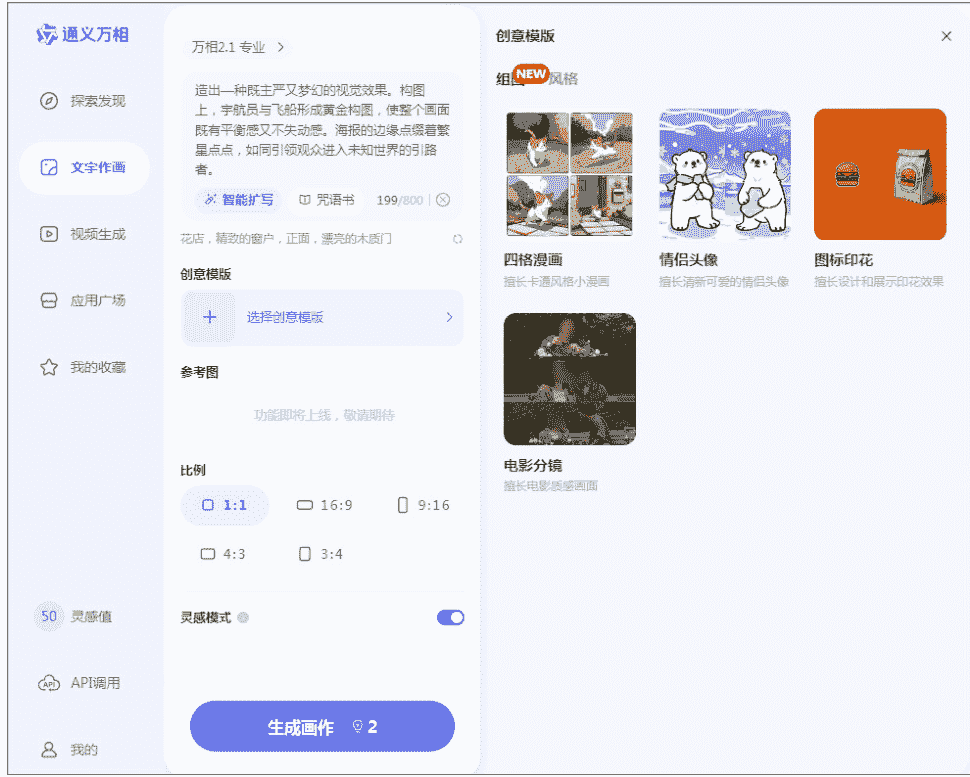 通义万相
探索发现
文字作画
视频生成
应用广场
我的收藏
50 灵感值
API调用
我的
万相2.1 专业
造出一种既主严又梦幻的视觉效果。构图
上，宇航员与飞船形成黄金构图，使整个画面
既有平衡感又不失动感。海报的边缘点缀着繁
星点点，如同引领观众进入未知世界的引路
者。
智能扩写 咒语书 199/800
花店，精致的窗户，正面，漂亮的木质门
创意模版
+ 选择创意模版
参考图
功能即将上线，敬请期待
比例
1:1 16:9 9:16
4:3 3:4
灵感模式
生成画作 2
创意模版
组图 NEW 风格
四格漫画
擅长卡通风格小漫画
情侣头像
擅长清新可爱的情侣头像
图标印花
擅长设计和展示印花效果
电影分镜
擅长电影质感画面